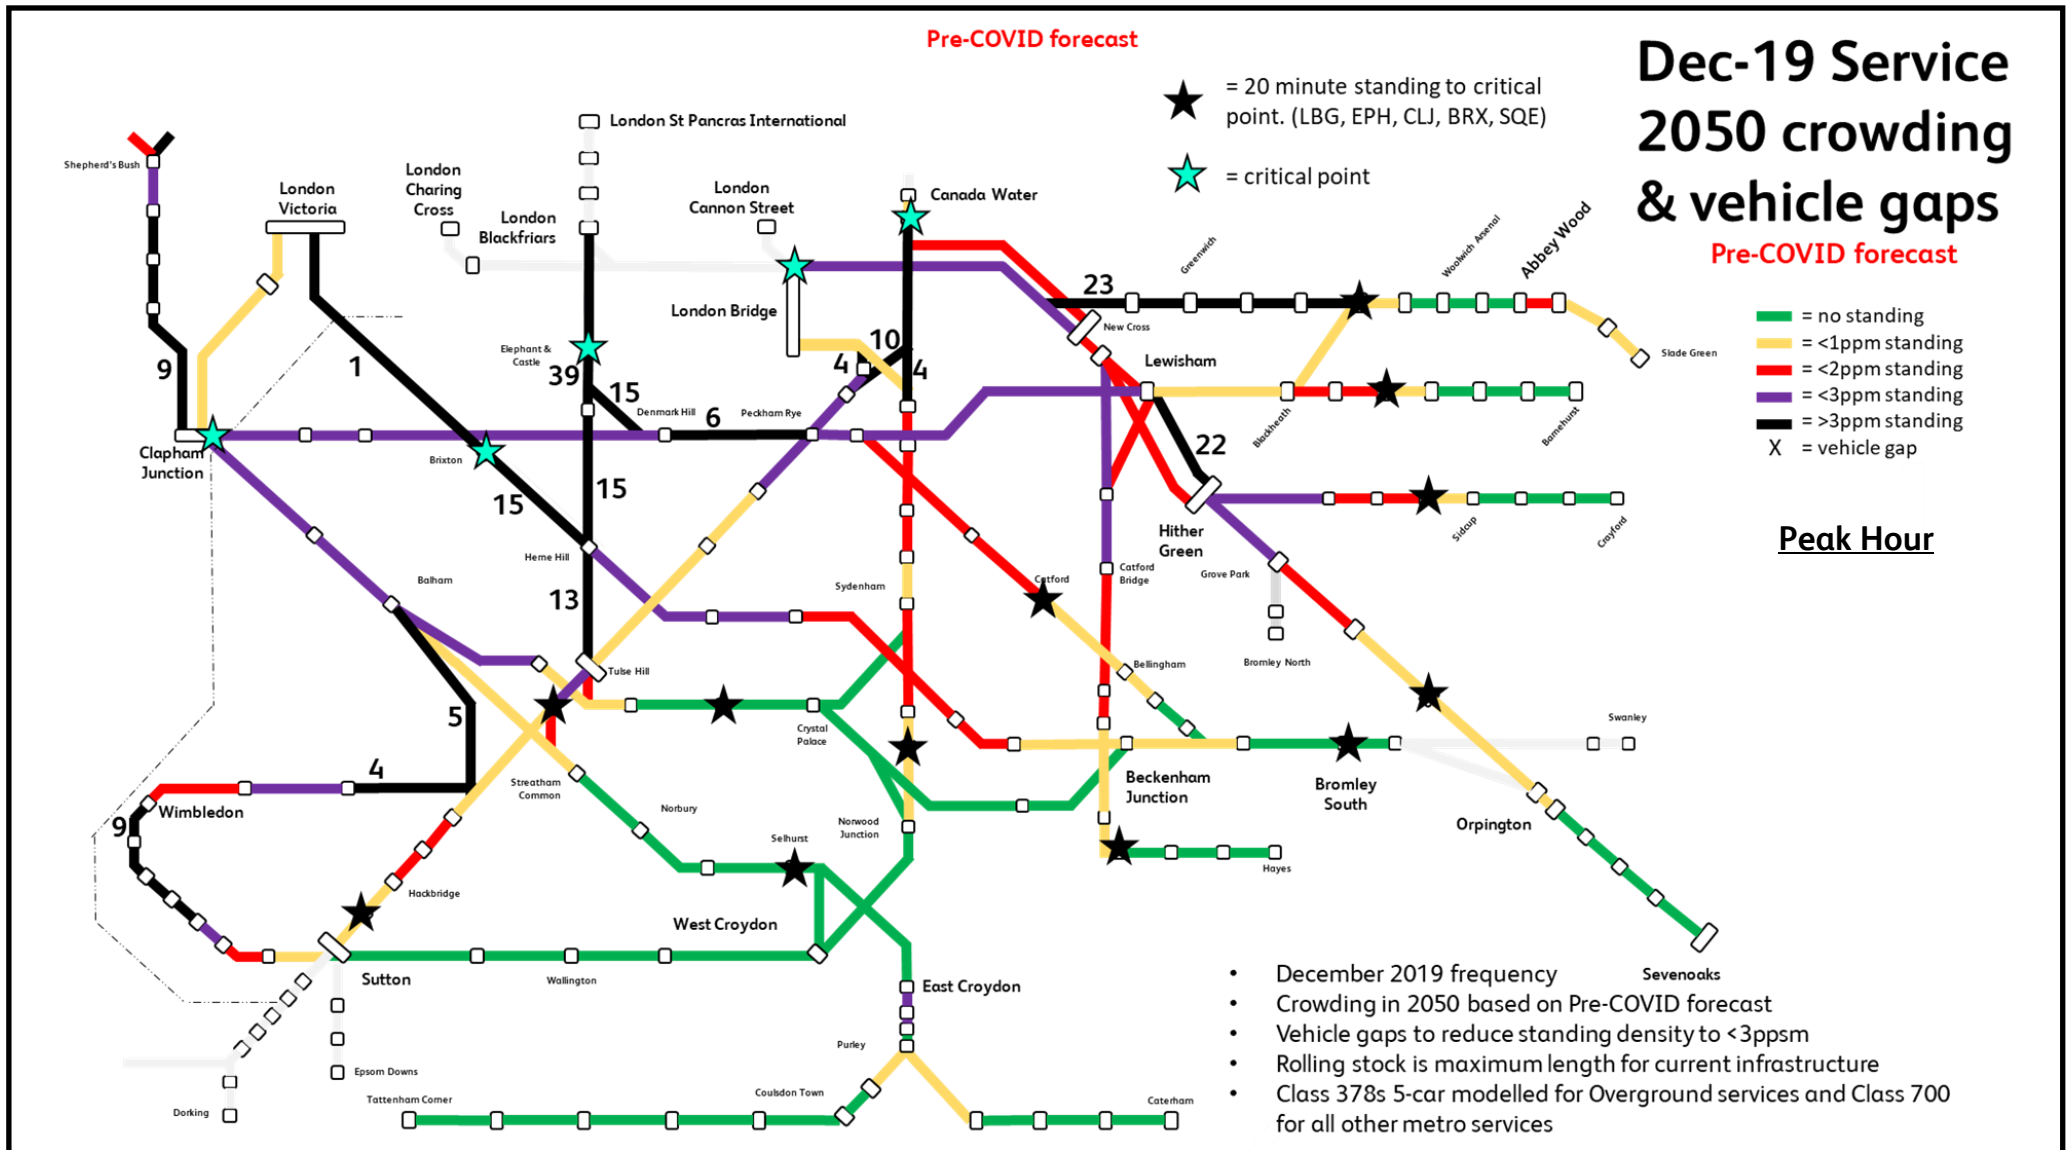 Pre-COVID forecast
Dec-19 Service
2050 crowding
& vehicle gaps
Pre-COVID forecast
= 20 minute standing to critical
point. (LBG, EPH, CLJ, BRX, SQE)
= critical point
= no standing
= <1ppm standing
= <2ppm standing
= <3ppm standing
= >3ppm standing
X = vehicle gap
Peak Hour
London St Pancras International
Shepherd's Bush
London
Victoria
London
Charing
Cross
London
Blackfriars
London
Cannon Street
Canada Water
London Bridge
Elephant &
Castle
Greenwich
Woolwich Arsenal
Abbey Wood
Slade Green
New Cross
Lewisham
Blackheath
Barnehurst
23
10
4
4
9
1
39
15
6
Denmark Hill
Peckham Rye
Clapham
Junction
Brixton
15
15
22
Hither
Green
Sidcup
Crayford
Herne Hill
13
Balham
Sydenham
Catford
Catford
Bridge
Grove Park
Bromley North
Tulse Hill
Bellingham
5
4
Crystal
Palace
Swanley
Wimbledon
9
Streatham
Common
Norbury
Selhurst
Norwood
Junction
Beckenham
Junction
Bromley
South
Orpington
Hayes
Hackbridge
West Croydon
Sutton
Wallington
East Croydon
Sevenoaks
Purley
Epsom Downs
Dorking
Tattenham Corner
Coulsdon Town
Caterham
• December 2019 frequency
• Crowding in 2050 based on Pre-COVID forecast
• Vehicle gaps to reduce standing density to <3ppsm
• Rolling stock is maximum length for current infrastructure
• Class 378s 5-car modelled for Overground services and Class 700
for all other metro services